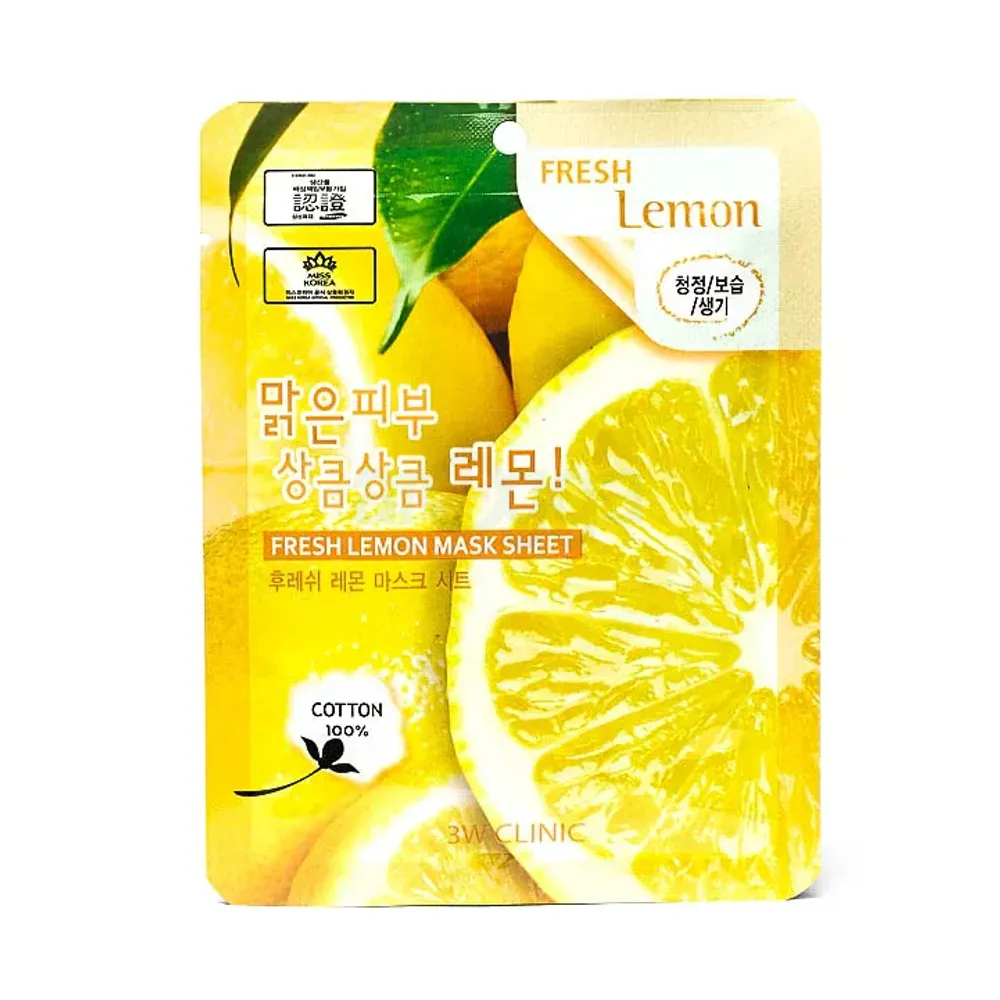 認證
MISS
KOREA
FRESH
Lemon
청정/보습
/생기
맑은피부
상큼상큼 레몬!
FRESH LEMON MASK SHEET
후레쉬 레몬 마스크 시트
COTTON
100%
3W CLINIC